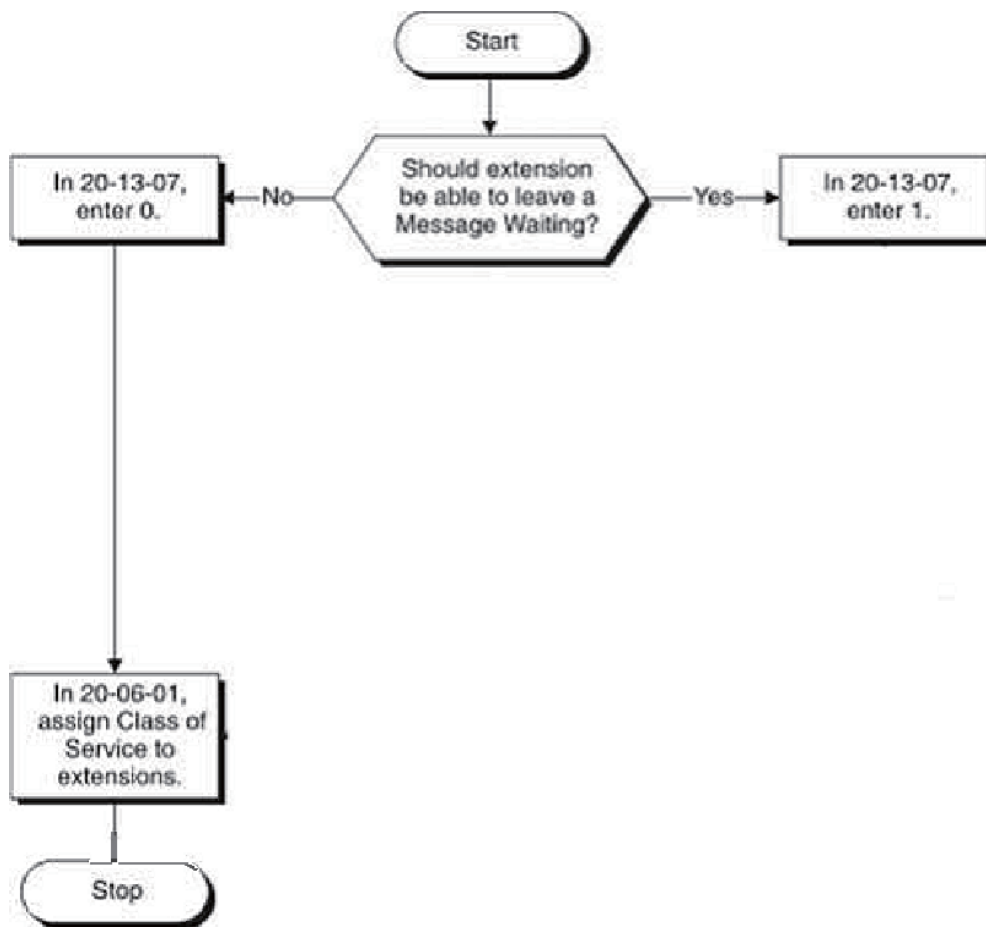 Start
Should extension
be able to leave a
Message Waiting?
No
Yes
In 20-13-07,
enter 0.
In 20-13-07,
enter 1.
In 20-06-01,
assign Class of
Service to
extensions.
Stop